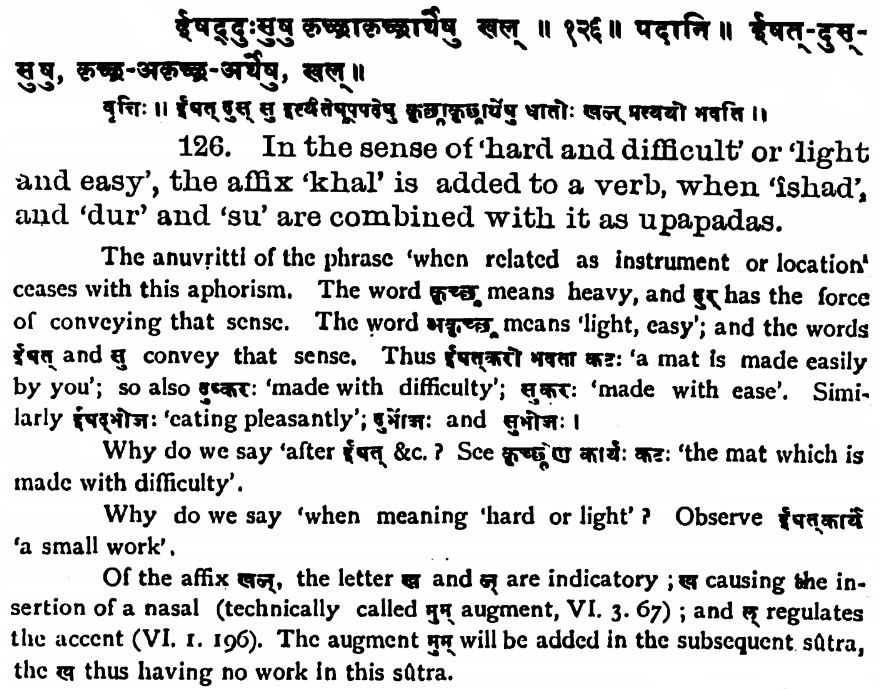 ईषद्दुःसुषु कृच्छ्राकृच्छ्रार्थेषु खल् ॥ १२६ ॥ पदानि ॥ ईषत्-दुस्-
सुषु, कृच्छ्र-अकृच्छ्र-अर्थेषु, खल् ॥
वृत्तिः ॥ ईषत् दुस् सु इत्येतेषूपपदेषु कृच्छ्राकृच्छ्रार्थेषु धातोः खल् प्रत्ययो भवति ॥
126. In the sense of 'hard and difficult' or 'light
and easy', the affix 'khal' is added to a verb, when 'îshad',
and 'dur' and 'su' are combined with it as upapadas.
The anuvṛitti of the phrase 'when related as instrument or location'
ceases with this aphorism. The word कृच्छ्र means heavy, and दुर् has the force
of conveying that sense. The word अकृच्छ्र means 'light, easy'; and the words
ईषत् and सु convey that sense. Thus ईषत्करो भवता कटः 'a mat is made easily
by you'; so also दुष्करः 'made with difficulty'; सुकरः 'made with ease'. Simi-
larly ईषद्भोजः 'eating pleasantly'; दुर्भोजः and सुभोजः ।
Why do we say 'after ईषत् &c. ? See कृच्छ्रेण कार्यः कटः 'the mat which is
made with difficulty'.
Why do we say 'when meaning 'hard or light' ? Observe ईषत्कार्यं
'a small work'.
Of the affix खल्, the letter ख and ल् are indicatory ; ख causing the in-
sertion of a nasal (technically called मुम् augment, VI. 3. 67) ; and ल् regulates
the accent (VI. 1. 196). The augment मुम् will be added in the subsequent sûtra,
the ख thus having no work in this sûtra.